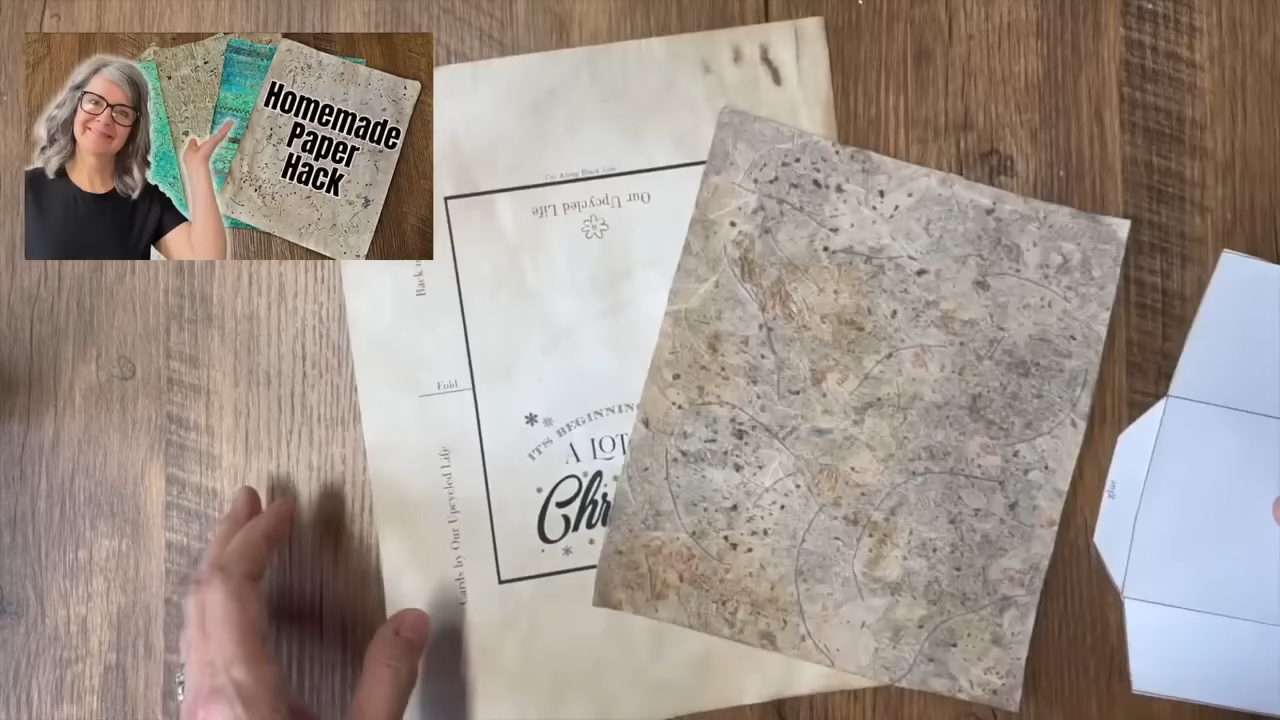 Homemade
Paper
Hack
Cut Along Black Line
Our Upcycled Life
Back
Fold
IT'S BEGINNING
A LOT
Chr
Cards by Our Upcycled Life
glue